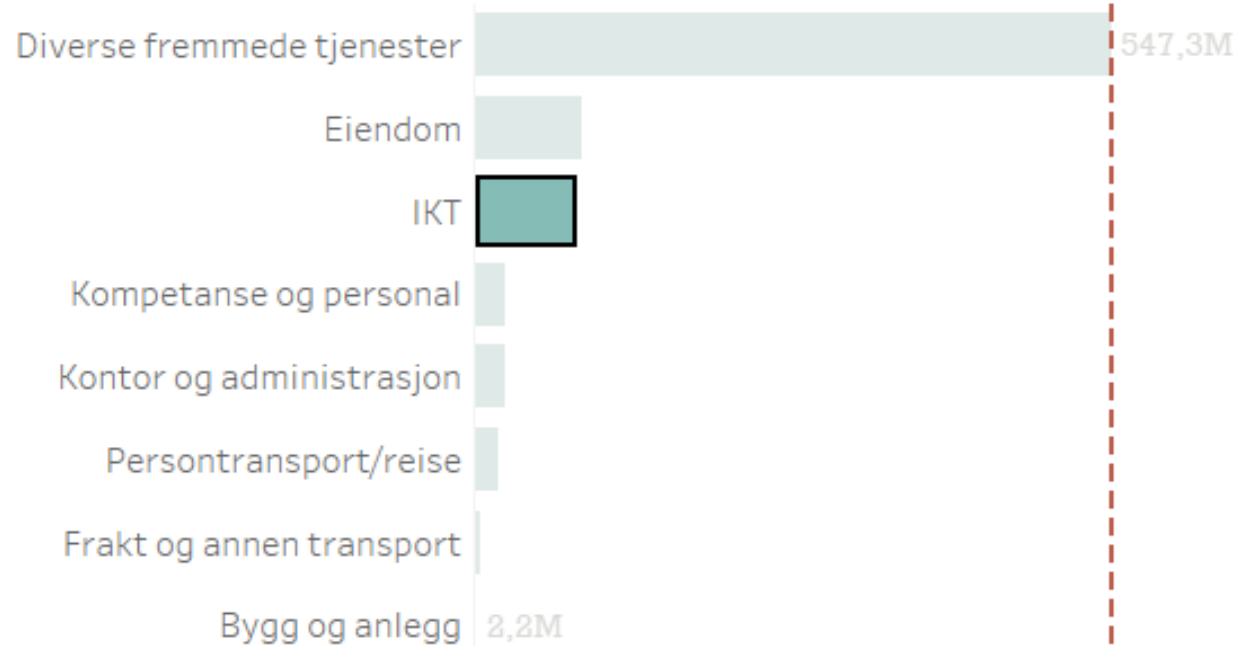 Diverse fremmede tjenester 547,3M
Eiendom
IKT
Kompetanse og personal
Kontor og administrasjon
Persontransport/reise
Frakt og annen transport
Bygg og anlegg 2,2M